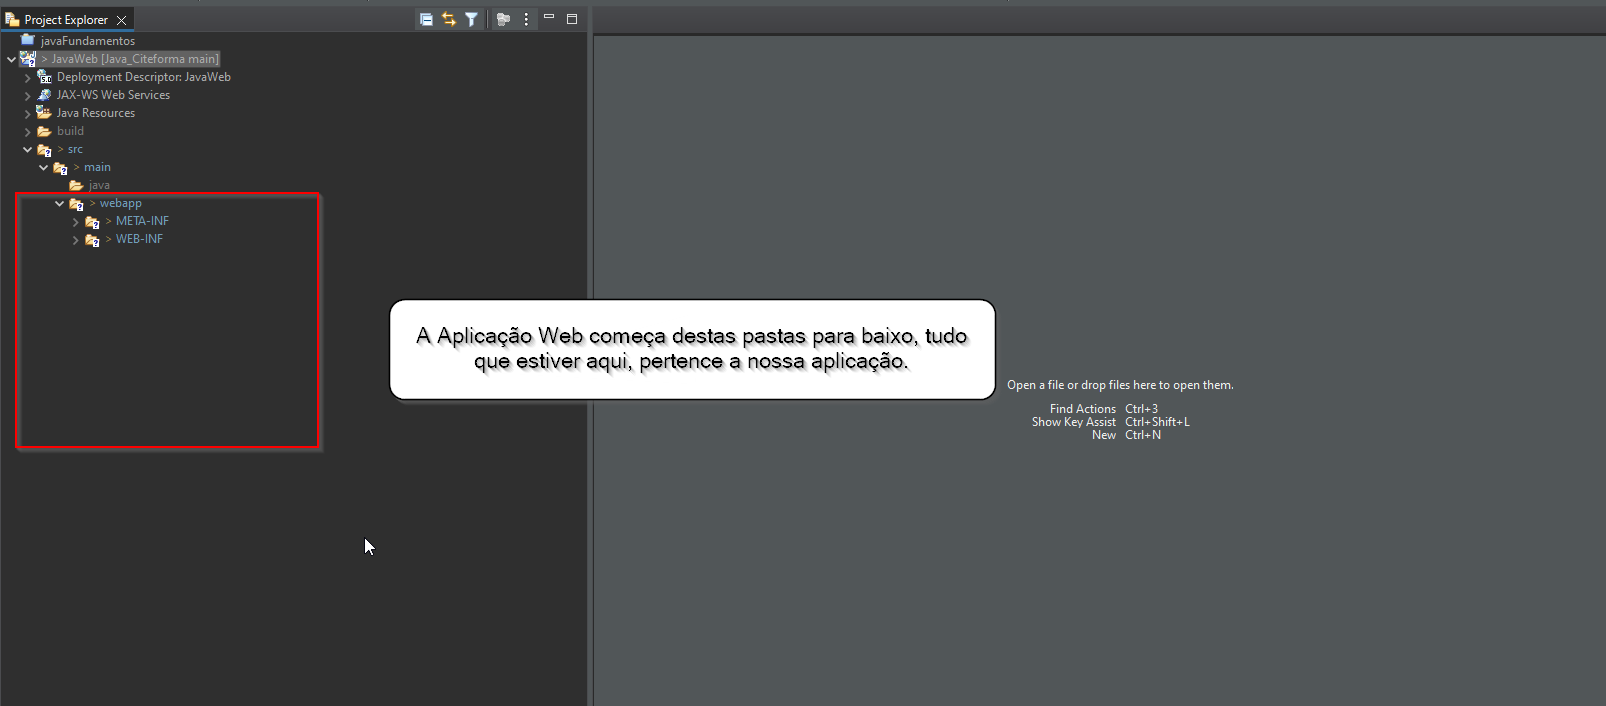 Project Explorer
javaFundamentos
> JavaWeb [Java_Citeforma main]
Deployment Descriptor: JavaWeb
JAX-WS Web Services
Java Resources
build
> src
> main
java
> webapp
> META-INF
> WEB-INF
A Aplicação Web começa destas pastas para baixo, tudo
que estiver aqui, pertence a nossa aplicação.
Open a file or drop files here to open them.
Find Actions Ctrl+3
Show Key Assist Ctrl+Shift+L
New Ctrl+N